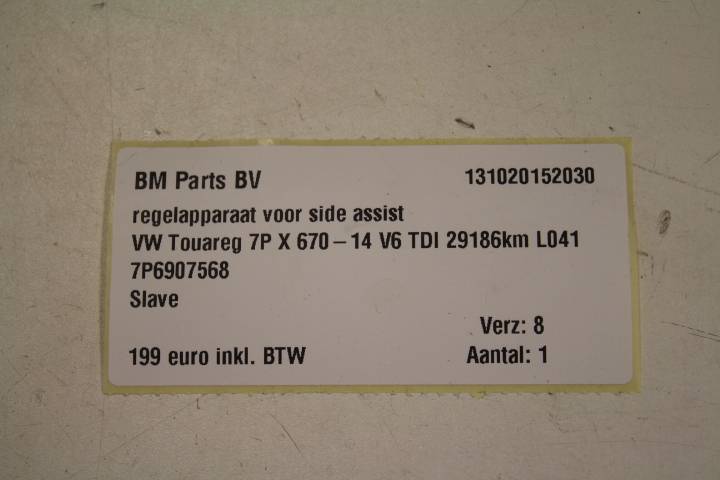 BM Parts BV 131020152030
regelapparaat voor side assist
VW Touareg 7P X 670 – 14 V6 TDI 29186km L041
7P6907568
Slave
Verz: 8
199 euro inkl. BTW Aantal: 1